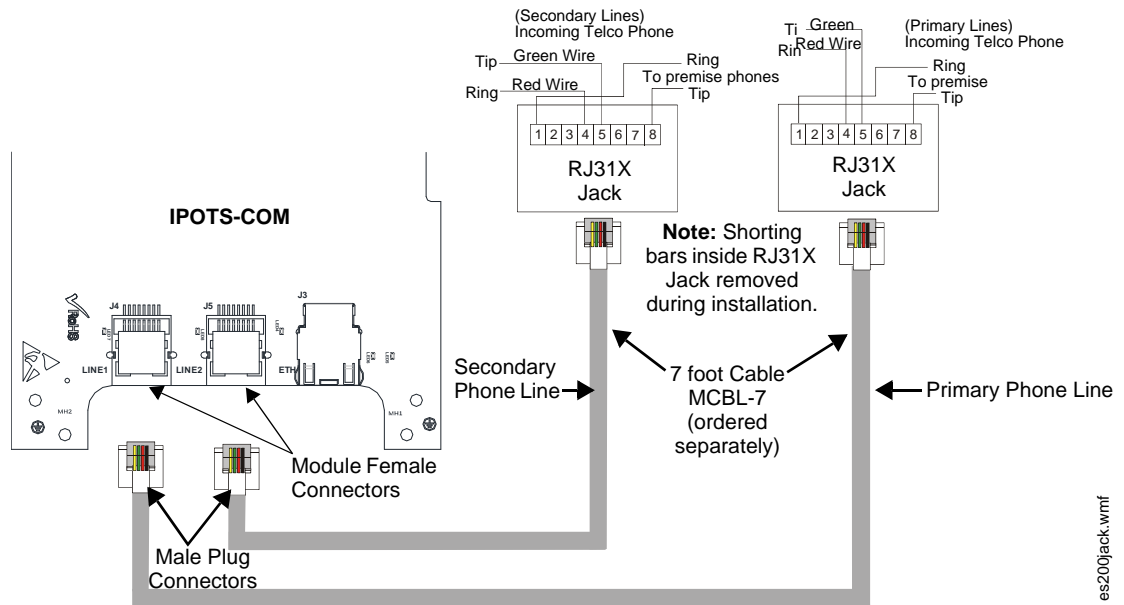 (Secondary Lines)
Incoming Telco Phone
Tip Green Wire
Ring Red Wire
Ring
To premise phones
Tip
1 2 3 4 5 6 7 8
RJ31X
Jack
Ti Green
Rin Red Wire
(Primary Lines)
Incoming Telco Phone
Ring
To premise
Tip
1 2 3 4 5 6 7 8
RJ31X
Jack
IPOTS-COM
Note: Shorting
bars inside RJ31X
Jack removed
during installation.
J4
J5
J3
RoHS
LINE1
LINE2
ETH
MH2
MH1
Secondary
Phone Line
7 foot Cable
MCBL-7
(ordered
separately)
Primary Phone Line
Module Female
Connectors
Male Plug
Connectors
es200jack.wmf